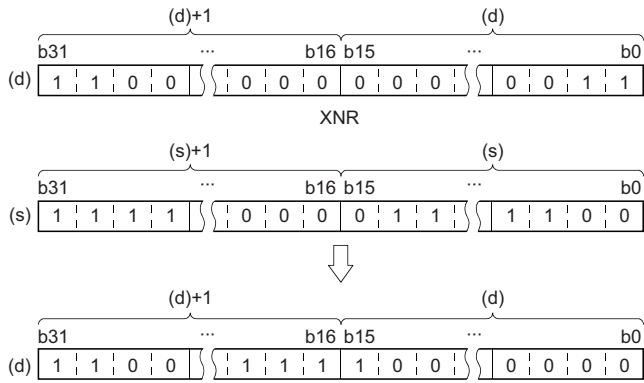 (d)+1 (d)
b31 ... b16 b15 ... b0
(d) 1 1 0 0 0 0 0 0 0 0 0 0 1 1
XNR
(s)+1 (s)
b31 ... b16 b15 ... b0
(s) 1 1 1 1 0 0 0 0 1 1 1 1 0 0
(d)+1 (d)
b31 ... b16 b15 ... b0
(d) 1 1 0 0 1 1 1 1 0 0 0 0 0 0